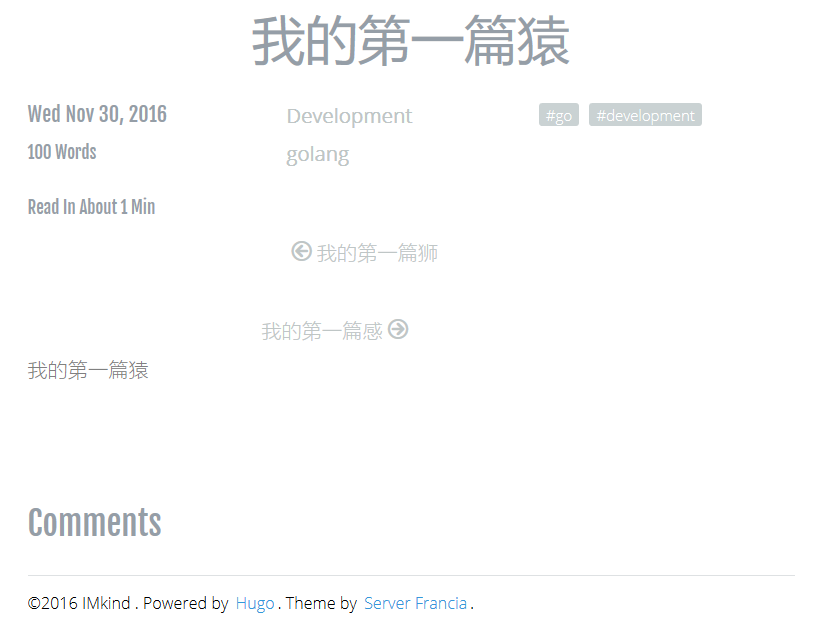 我的第一篇猿
Wed Nov 30, 2016
100 Words
Read In About 1 Min
Development
golang
#go #development
我的第一篇狮
我的第一篇感
我的第一篇猿
Comments
©2016 IMkind . Powered by Hugo . Theme by Server Francia .